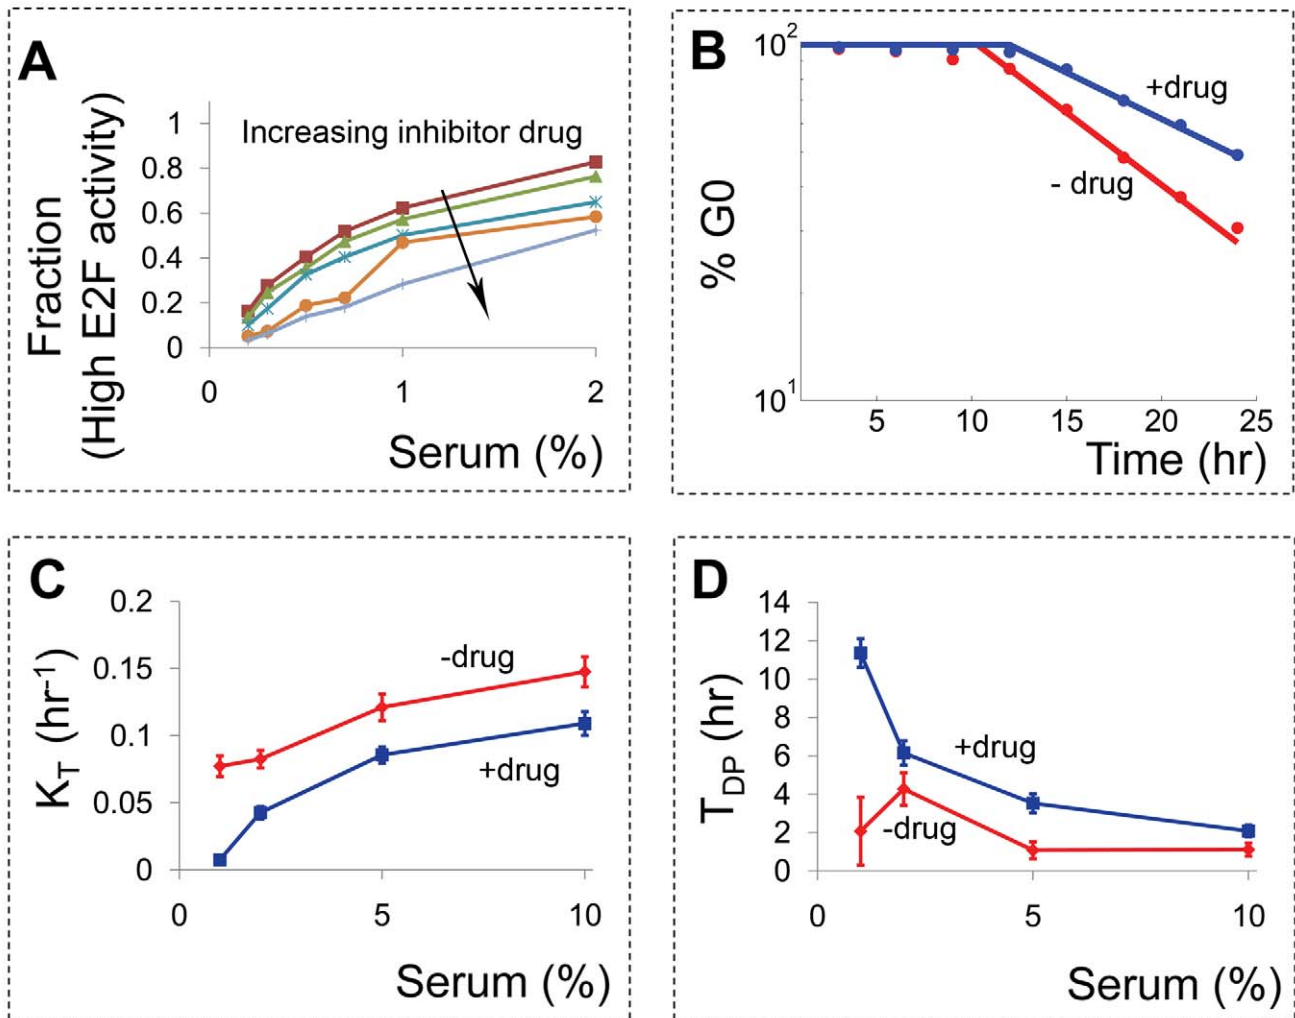 A
Increasing inhibitor drug
Fraction
(High E2F activity)
1
0.8
0.6
0.4
0.2
0
0
1
2
Serum (%)
B
10²
+drug
- drug
% G0
10¹
5
10
15
20
25
Time (hr)
C
0.2
0.15
0.1
0.05
0
-drug
+drug
K_T (hr⁻¹)
0
5
10
Serum (%)
D
14
12
10
8
6
4
2
0
+drug
-drug
T_DP (hr)
0
5
10
Serum (%)